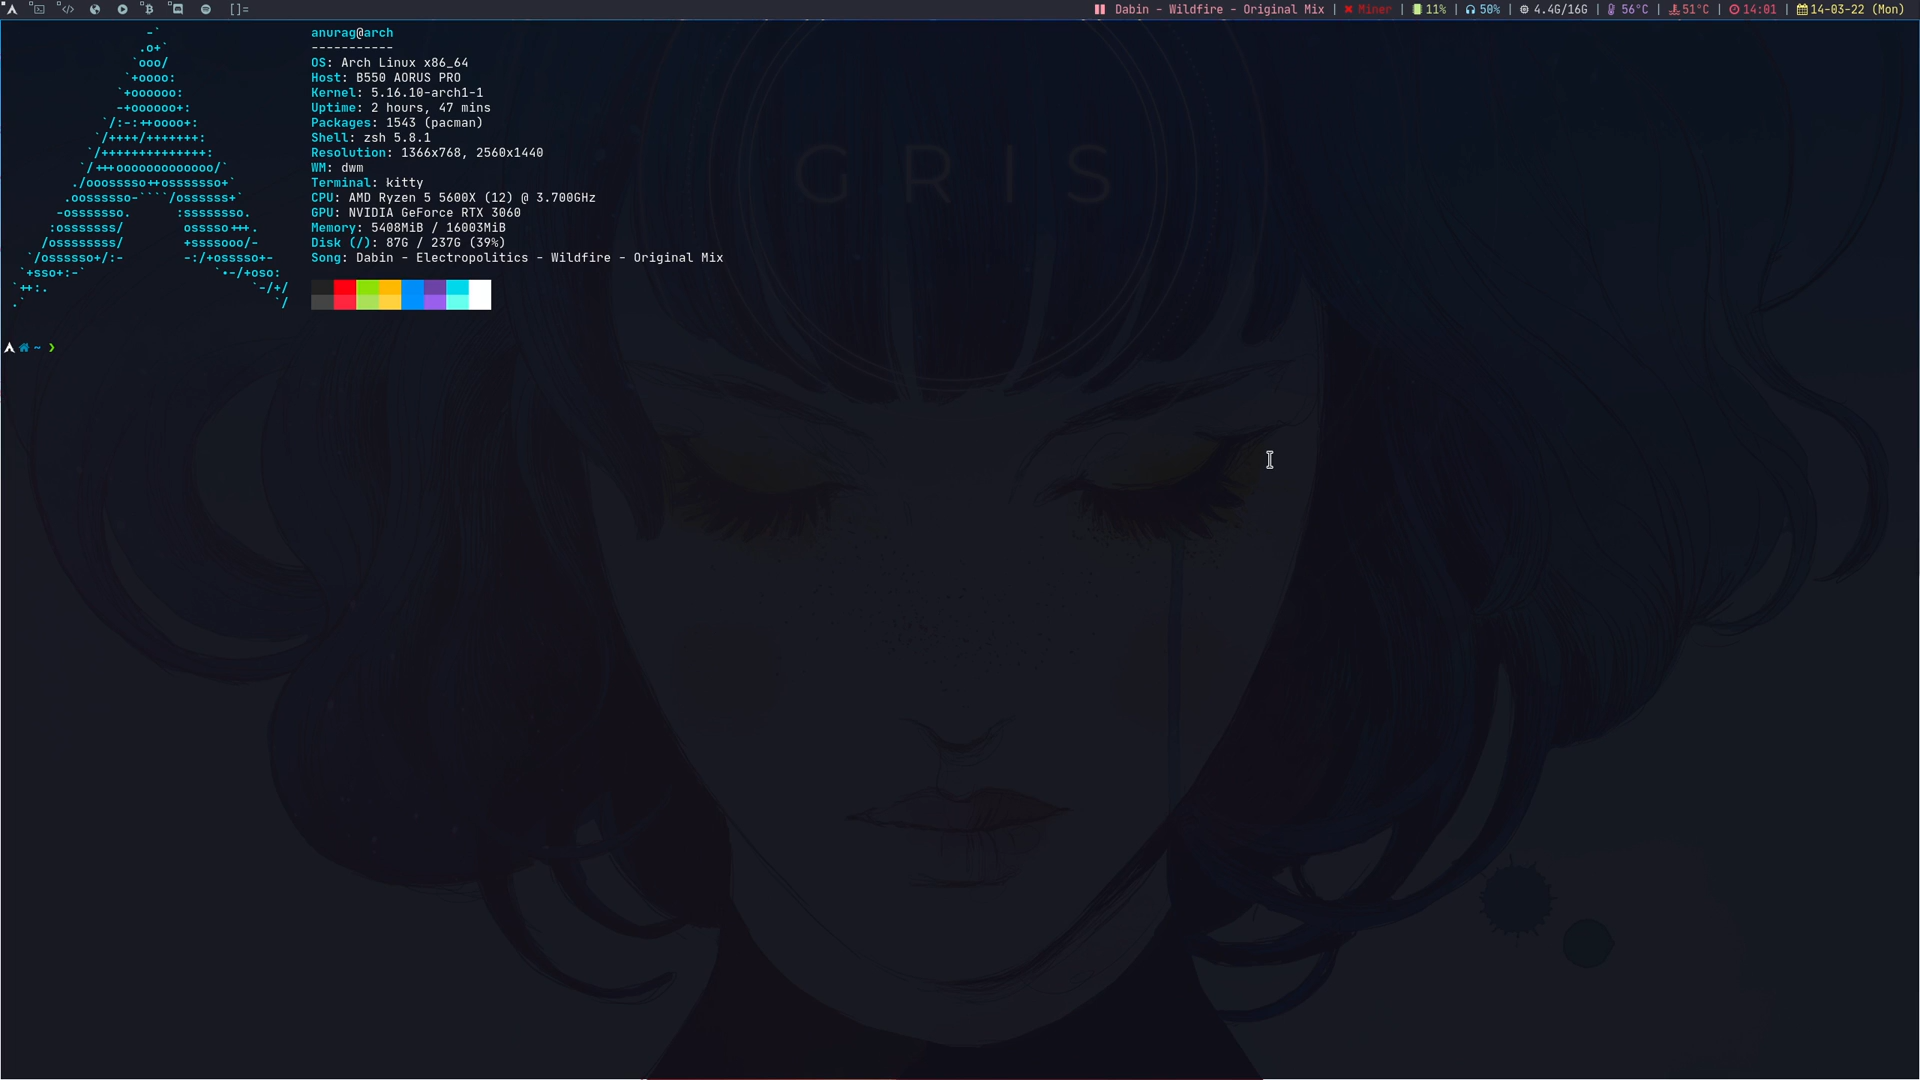 []= Dabin - Wildfire - Original Mix | ✖ Miner | 11% | 50% | 4.4G/16G | 56°C | 51°C | 14:01 | 14-03-22 (Mon)
anurag@arch
-----------
OS: Arch Linux x86_64
Host: B550 AORUS PRO
Kernel: 5.16.10-arch1-1
Uptime: 2 hours, 47 mins
Packages: 1543 (pacman)
Shell: zsh 5.8.1
Resolution: 1366x768, 2560x1440
WM: dwm
Terminal: kitty
CPU: AMD Ryzen 5 5600X (12) @ 3.700GHz
GPU: NVIDIA GeForce RTX 3060
Memory: 5408MiB / 16003MiB
Disk (/): 87G / 237G (39%)
Song: Dabin - Electropolitics - Wildfire - Original Mix
~ ❯
GRIS